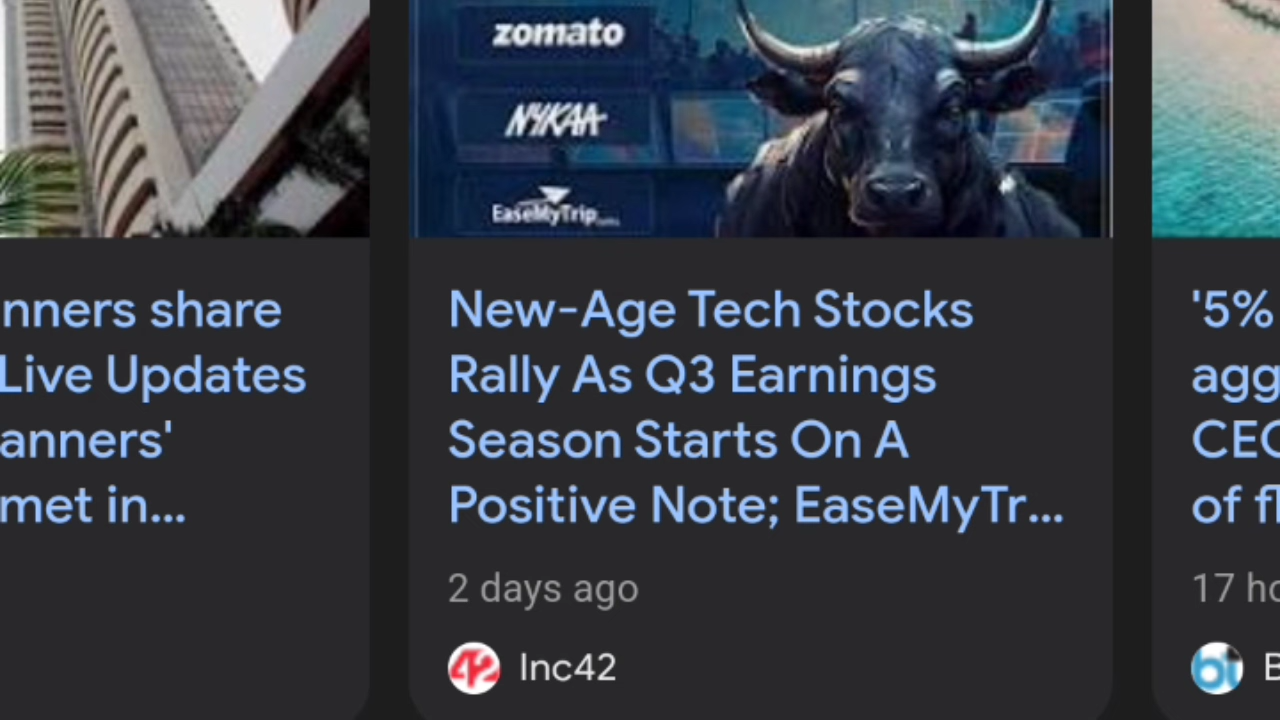 zomato
NYKAA
EaseMyTrip
nners share
Live Updates
anners'
met in...
New-Age Tech Stocks
Rally As Q3 Earnings
Season Starts On A
Positive Note; EaseMyTr...
2 days ago
Inc42
'5%
agg
CEO
of fl
17 ho
B